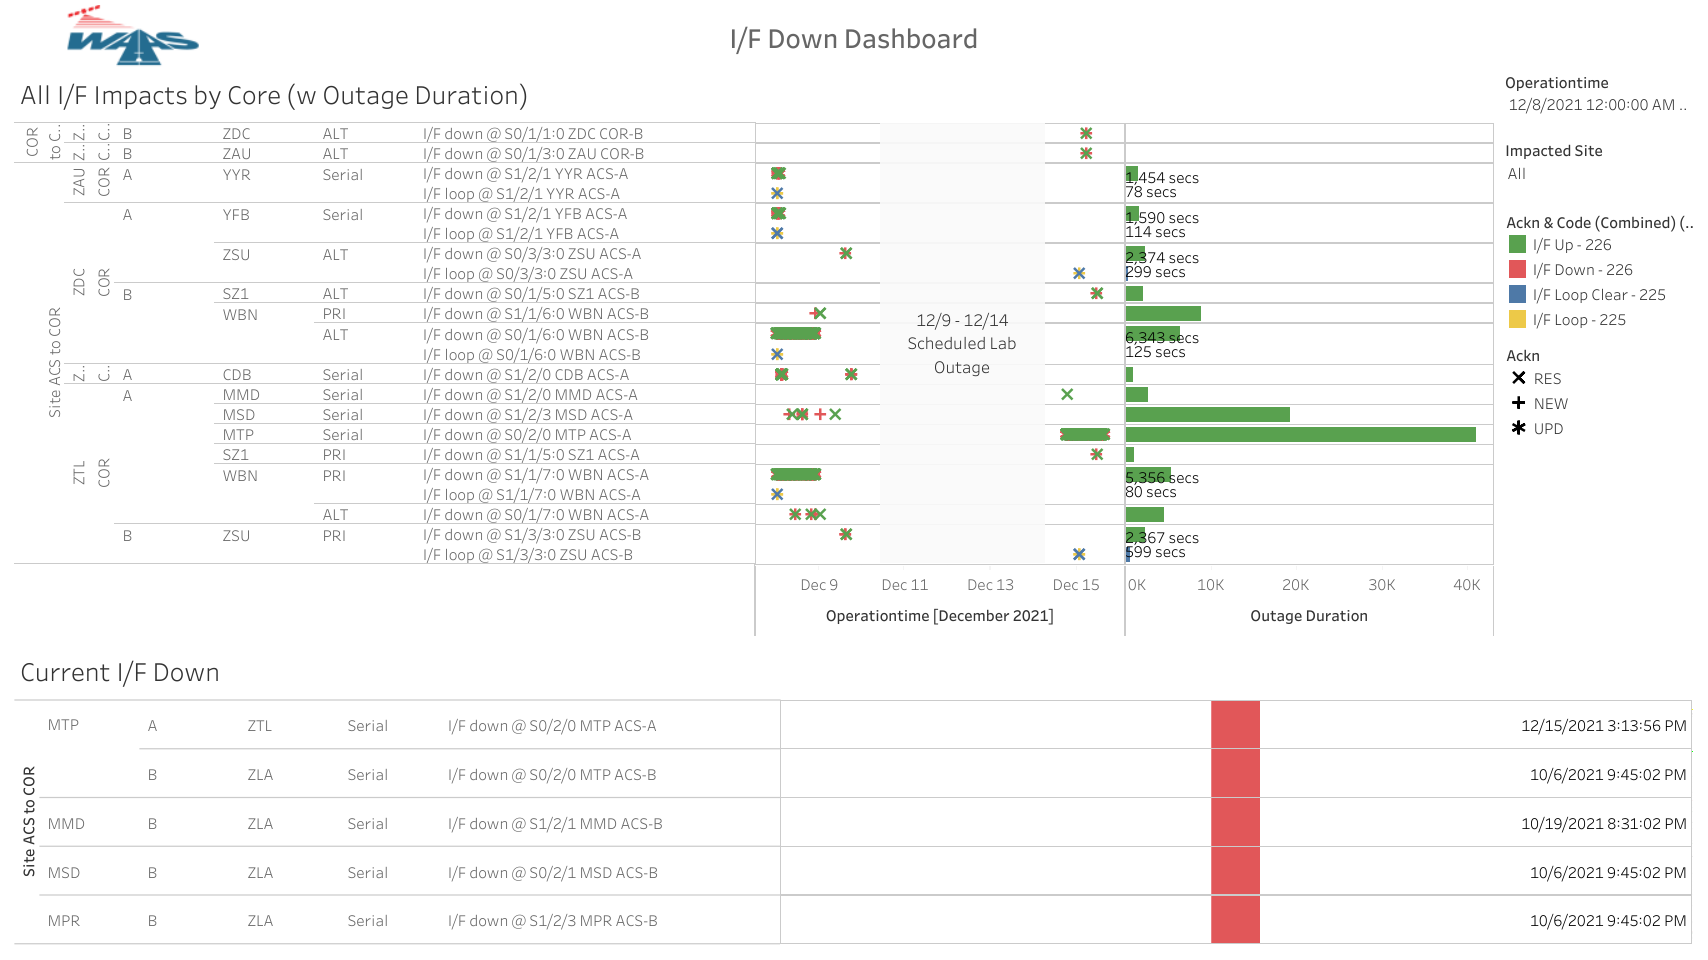 WAAS
I/F Down Dashboard
All I/F Impacts by Core (w Outage Duration)
Operationtime
12/8/2021 12:00:00 AM ..
Impacted Site
All
Ackn & Code (Combined) (..
I/F Up - 226
I/F Down - 226
I/F Loop Clear - 225
I/F Loop - 225
Ackn
RES
NEW
UPD
COR to C.. Z.. C.. B ZDC ALT I/F down @ S0/1/1:0 ZDC COR-B
Z.. C.. B ZAU ALT I/F down @ S0/1/3:0 ZAU COR-B
Site ACS to COR ZAU COR A YYR Serial I/F down @ S1/2/1 YYR ACS-A 1,454 secs
I/F loop @ S1/2/1 YYR ACS-A 78 secs
ZDC COR A YFB Serial I/F down @ S1/2/1 YFB ACS-A 1,590 secs
I/F loop @ S1/2/1 YFB ACS-A 114 secs
ZSU ALT I/F down @ S0/3/3:0 ZSU ACS-A 2,374 secs
I/F loop @ S0/3/3:0 ZSU ACS-A 299 secs
B SZ1 ALT I/F down @ S0/1/5:0 SZ1 ACS-B
WBN PRI I/F down @ S1/1/6:0 WBN ACS-B
ALT I/F down @ S0/1/6:0 WBN ACS-B 6,343 secs
I/F loop @ S0/1/6:0 WBN ACS-B 125 secs
Z.. C.. A CDB Serial I/F down @ S1/2/0 CDB ACS-A
ZTL COR A MMD Serial I/F down @ S1/2/0 MMD ACS-A
MSD Serial I/F down @ S1/2/3 MSD ACS-A
MTP Serial I/F down @ S0/2/0 MTP ACS-A
SZ1 PRI I/F down @ S1/1/5:0 SZ1 ACS-A
WBN PRI I/F down @ S1/1/7:0 WBN ACS-A 5,356 secs
I/F loop @ S1/1/7:0 WBN ACS-A 80 secs
ALT I/F down @ S0/1/7:0 WBN ACS-A
B ZSU PRI I/F down @ S1/3/3:0 ZSU ACS-B 2,367 secs
I/F loop @ S1/3/3:0 ZSU ACS-B 599 secs
12/9 - 12/14
Scheduled Lab
Outage
Dec 9 Dec 11 Dec 13 Dec 15 0K 10K 20K 30K 40K
Operationtime [December 2021] Outage Duration
Current I/F Down
Site ACS to COR
MTP A ZTL Serial I/F down @ S0/2/0 MTP ACS-A 12/15/2021 3:13:56 PM
B ZLA Serial I/F down @ S0/2/0 MTP ACS-B 10/6/2021 9:45:02 PM
MMD B ZLA Serial I/F down @ S1/2/1 MMD ACS-B 10/19/2021 8:31:02 PM
MSD B ZLA Serial I/F down @ S0/2/1 MSD ACS-B 10/6/2021 9:45:02 PM
MPR B ZLA Serial I/F down @ S1/2/3 MPR ACS-B 10/6/2021 9:45:02 PM